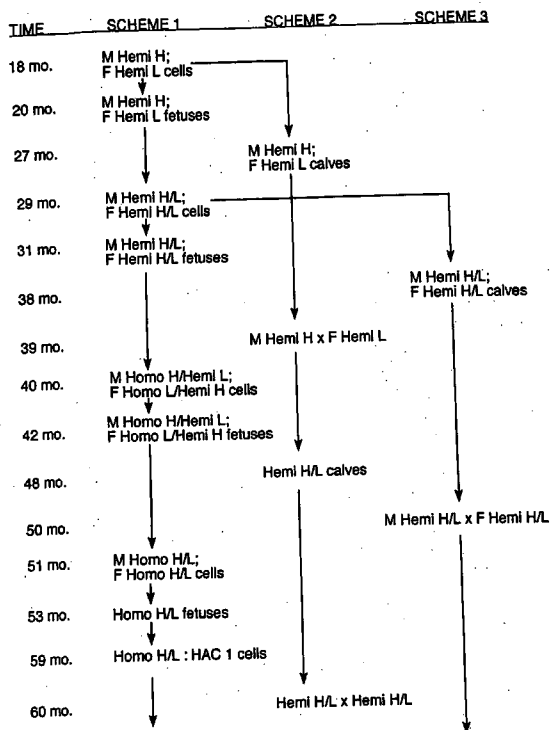 TIME SCHEME 1 SCHEME 2 SCHEME 3
18 mo. M Hemi H;
F Hemi L cells
20 mo. M Hemi H;
F Hemi L fetuses
27 mo. M Hemi H;
F Hemi L calves
29 mo. M Hemi H/L;
F Hemi H/L cells
31 mo. M Hemi H/L;
F Hemi H/L fetuses
M Hemi H/L;
F Hemi H/L calves
38 mo.
39 mo. M Hemi H x F Hemi L
40 mo. M Homo H/Hemi L;
F Homo L/Hemi H cells
42 mo. M Homo H/Hemi L;
F Homo L/Hemi H fetuses
48 mo. Hemi H/L calves
50 mo. M Hemi H/L x F Hemi H/L
51 mo. M Homo H/L;
F Homo H/L cells
53 mo. Homo H/L fetuses
59 mo. Homo H/L : HAC 1 cells
60 mo. Hemi H/L x Hemi H/L